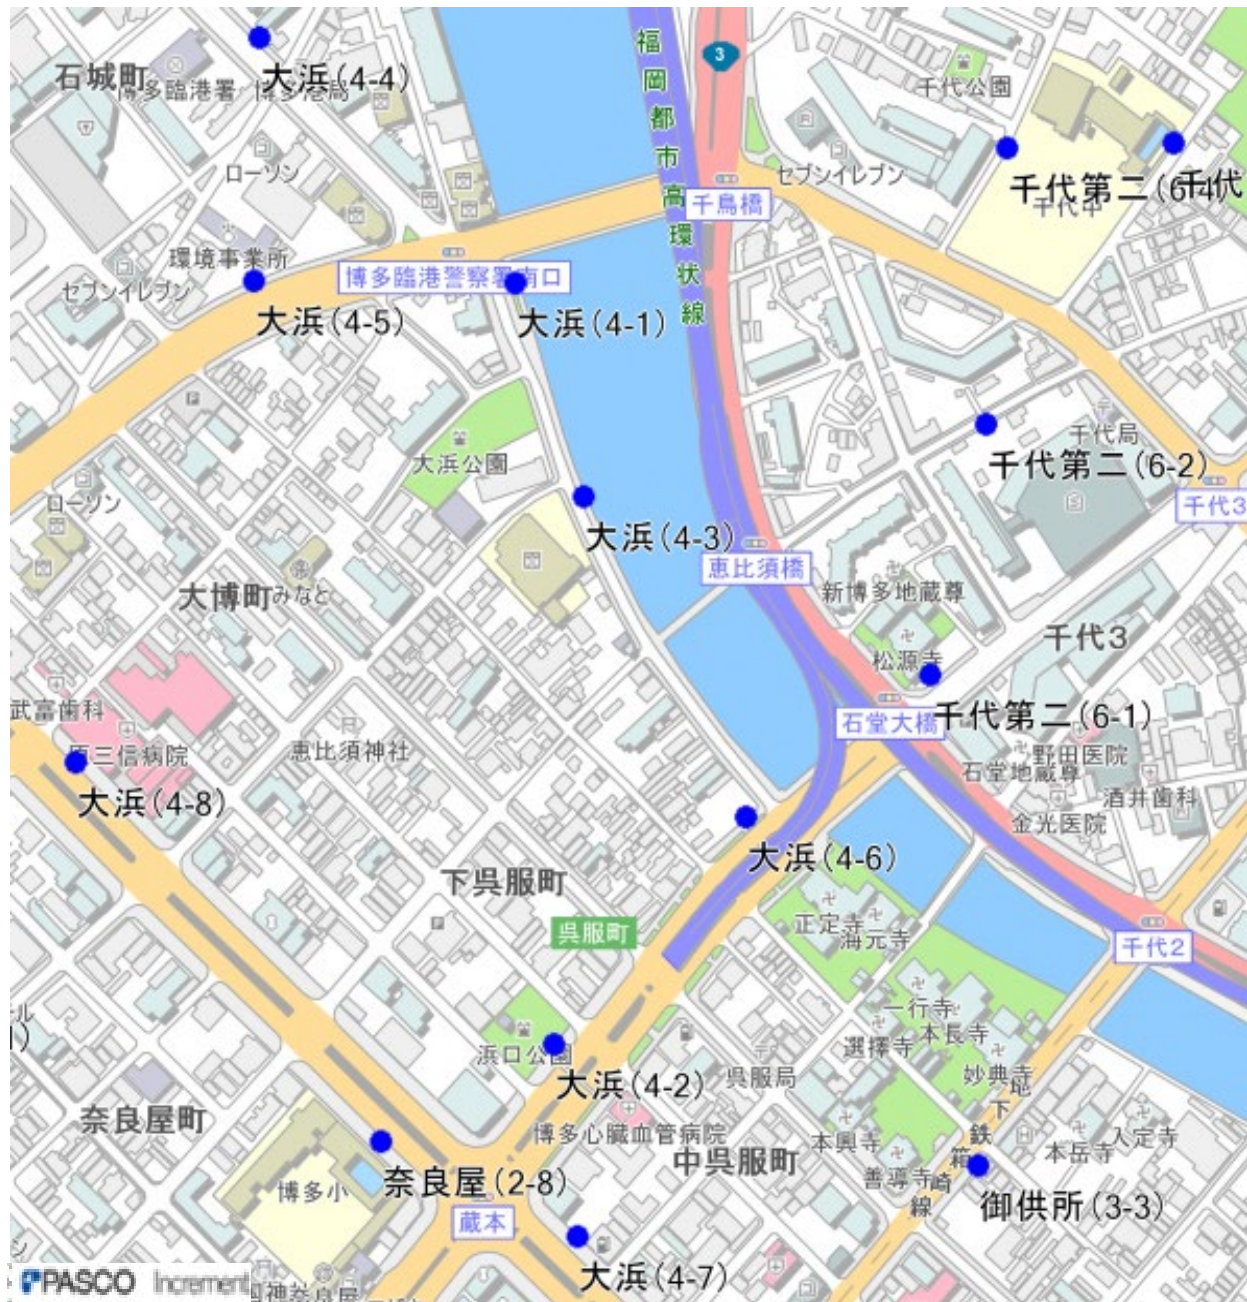 福岡都市高環状線
3
石城町
大浜(4-4)
博多臨港署
博多港局
千代公園
ローソン
セブンイレブン
千代第二(6-4)
千代
千代中
千鳥橋
環境事業所
セブンイレブン
博多臨港警察署南口
大浜(4-5)
大浜(4-1)
千代局
大浜公園
千代第二(6-2)
千代3
ローソン
大浜(4-3)
恵比須橋
新博多地蔵尊
大博町
みなと
千代3
松源寺
武富歯科
千代第二(6-1)
石堂大橋
恵比須神社
原三信病院
野田医院
石堂地蔵尊
大浜(4-8)
酒井歯科
金光医院
大浜(4-6)
下呉服町
正定寺
海元寺
呉服町
千代2
一行寺
本長寺
選擇寺
浜口公園
呉服局
妙典寺
大浜(4-2)
奈良屋町
地下鉄箱崎線
博多心臓血管病院
本興寺
本岳寺
入定寺
中呉服町
善導寺
奈良屋(2-8)
博多小
御供所(3-3)
蔵本
大浜(4-7)
PASCO Increment